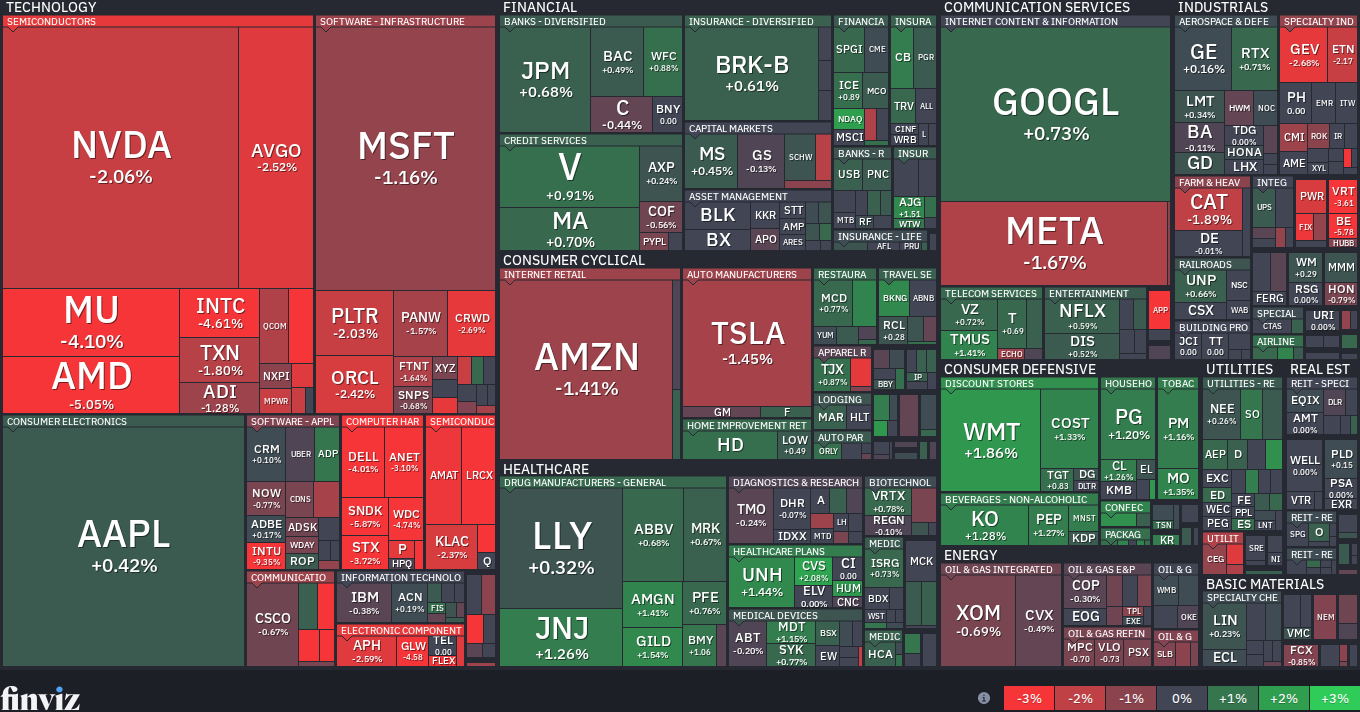 TECHNOLOGY
SEMICONDUCTORS
NVDA
-2.06%
AVGO
-2.52%
MU
-4.10%
AMD
-5.05%
INTC
-4.61%
TXN
-1.80%
ADI
-1.28%
QCOM
NXPI
MPWR
SOFTWARE - INFRASTRUCTURE
MSFT
-1.16%
PLTR
-2.03%
PANW
-1.57%
CRWD
-2.69%
ORCL
-2.42%
FTNT
-1.64%
XYZ
SNPS
-0.68%
CONSUMER ELECTRONICS
AAPL
+0.42%
SOFTWARE - APPL
CRM
+0.10%
UBER
ADP
NOW
-0.77%
CDNS
ADBE
+0.17%
ADSK
INTU
-9.35%
WDAY
ROP
COMPUTER HAR
DELL
-4.01%
ANET
-3.10%
SNDK
-5.87%
WDC
-4.74%
STX
-3.72%
P
HPQ
SEMICONDUC
AMAT
LRCX
KLAC
-2.37%
Q
COMMUNICATIO
CSCO
-0.67%
INFORMATION TECHNOLO
IBM
-0.38%
ACN
+0.19%
FIS
ELECTRONIC COMPONENT
APH
-2.59%
GLW
-4.58
TEL
0.00
FLEX
FINANCIAL
BANKS - DIVERSIFIED
JPM
+0.68%
BAC
+0.49%
WFC
+0.88%
C
-0.44%
BNY
0.00
CREDIT SERVICES
V
+0.91%
AXP
+0.24%
MA
+0.70%
COF
-0.56%
PYPL
INSURANCE - DIVERSIFIED
BRK-B
+0.61%
CAPITAL MARKETS
MS
+0.45%
GS
-0.13%
SCHW
ASSET MANAGEMENT
BLK
KKR
STT
AMP
BX
APO
ARES
FINANCIA
SPGI
CME
ICE
+0.89
MCO
NDAQ
MSCI
INSURA
CB
PGR
TRV
ALL
CINF
WRB
L
BANKS - R
USB
PNC
MTB
RF
INSUR
AJG
+1.51
WTW
INSURANCE - LIFE
AFL
PRU
CONSUMER CYCLICAL
INTERNET RETAIL
AMZN
-1.41%
AUTO MANUFACTURERS
TSLA
-1.45%
GM
F
HOME IMPROVEMENT RET
HD
LOW
+0.49
RESTAURA
MCD
+0.77%
YUM
TRAVEL SE
BKNG
ABNB
RCL
+0.28
APPAREL R
TJX
+0.87%
BBY
IP
LODGING
MAR
HLT
AUTO PAR
ORLY
HEALTHCARE
DRUG MANUFACTURERS - GENERAL
LLY
+0.32%
JNJ
+1.26%
ABBV
+0.68%
MRK
+0.67%
AMGN
+1.41%
PFE
+0.76%
GILD
+1.54%
BMY
+1.06
DIAGNOSTICS & RESEARCH
TMO
-0.24%
DHR
-0.07%
A
LH
IDXX
MTD
HEALTHCARE PLANS
UNH
+1.44%
CVS
+2.08%
CI
0.00
ELV
0.00%
HUM
CNC
MEDICAL DEVICES
ABT
-0.20%
MDT
+1.15%
BSX
SYK
+0.77%
EW
BIOTECHNOL
VRTX
+0.78%
REGN
-0.10%
MEDIC
ISRG
+0.73%
MCK
BDX
WST
MEDIC
HCA
COMMUNICATION SERVICES
INTERNET CONTENT & INFORMATION
GOOGL
+0.73%
META
-1.67%
TELECOM SERVICES
VZ
+0.72%
T
+0.69
TMUS
+1.41%
ECHO
ENTERTAINMENT
NFLX
+0.59%
DIS
+0.52%
APP
INDUSTRIALS
AEROSPACE & DEFE
GE
+0.16%
RTX
+0.71%
LMT
+0.34%
HWM
NOC
BA
-0.11%
TDG
0.00%
GD
HONA
LHX
SPECIALTY IND
GEV
-2.68%
ETN
-2.17
PH
0.00
EMR
ITW
CMI
ROK
IR
AME
XYL
FARM & HEAV
CAT
-1.89%
DE
-0.01%
INTEG
UPS
PWR
FIX
VRT
-3.61
BE
-5.78
HUBB
RAILROADS
UNP
+0.66%
NSC
CSX
WAB
FERG
WM
+0.29
MMM
RSG
0.00%
HON
-0.79%
BUILDING PRO
JCI
0.00
TT
0.00
SPECIAL
CTAS
URI
0.00%
AIRLINE
CONSUMER DEFENSIVE
DISCOUNT STORES
WMT
+1.86%
COST
+1.33%
TGT
+0.83
DG
DLTR
BEVERAGES - NON-ALCOHOLIC
KO
+1.28%
PEP
+1.27%
MNST
KDP
HOUSEHO
PG
+1.20%
CL
+1.26%
EL
KMB
TOBAC
PM
+1.16%
MO
+1.35%
CONFEC
PACKAG
TSN
KR
ENERGY
OIL & GAS INTEGRATED
XOM
-0.69%
CVX
-0.49%
OIL & GAS E&P
COP
-0.30%
EOG
TPL
EXE
OIL & GAS REFIN
MPC
-0.70
VLO
-0.73
PSX
OIL & G
WMB
OKE
OIL & G
SLB
UTILITIES
UTILITIES - RE
NEE
+0.26%
SO
AEP
D
EXC
ED
FE
WEC
PPL
PEG
ES
LNT
UTILIT
CEG
SRE
NI
REAL EST
REIT - SPECI
EQIX
DLR
AMT
0.00%
WELL
0.00%
PLD
+0.15
PSA
0.00%
VTR
EXR
REIT - RE
SPG
O
REIT - RE
BASIC MATERIALS
SPECIALTY CHE
LIN
+0.23%
ECL
VMC
NEM
FCX
-0.85%
finviz
-3%
-2%
-1%
0%
+1%
+2%
+3%